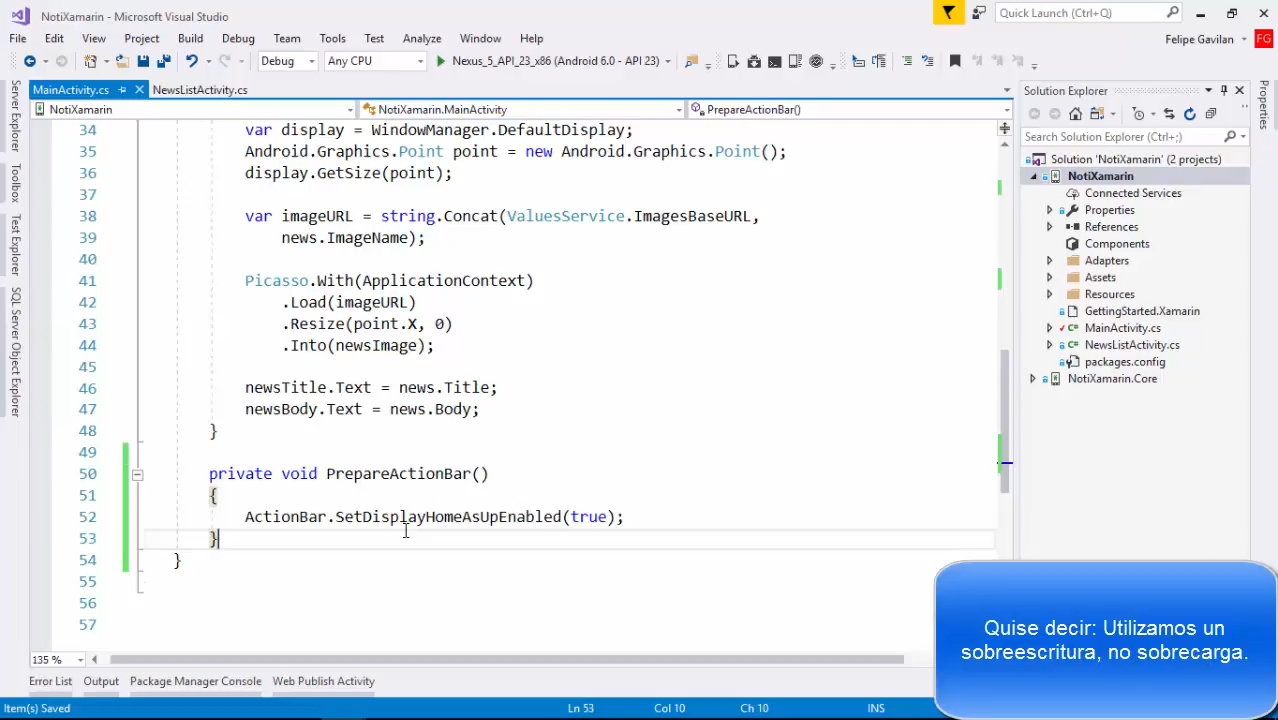 NotiXamarin - Microsoft Visual Studio
Quick Launch (Ctrl+Q)
File Edit View Project Build Debug Team Tools Test Analyze Window Help
Felipe Gavilan FG
Debug Any CPU Nexus_5_API_23_x86 (Android 6.0 - API 23)
MainActivity.cs NewsListActivity.cs
NotiXamarin NotiXamarin.MainActivity PrepareActionBar()
Server Explorer
Toolbox
Test Explorer
SQL Server Object Explorer
34 var display = WindowManager.DefaultDisplay;
35 Android.Graphics.Point point = new Android.Graphics.Point();
36 display.GetSize(point);
37
38 var imageURL = string.Concat(ValuesService.ImagesBaseURL,
39 news.ImageName);
40
41 Picasso.With(ApplicationContext)
42 .Load(imageURL)
43 .Resize(point.X, 0)
44 .Into(newsImage);
45
46 newsTitle.Text = news.Title;
47 newsBody.Text = news.Body;
48 }
49
50 private void PrepareActionBar()
51 {
52 ActionBar.SetDisplayHomeAsUpEnabled(true);
53 }
54 }
55
56
57
135 %
Solution Explorer
Search Solution Explorer (Ctrl+;)
Solution 'NotiXamarin' (2 projects)
NotiXamarin
Connected Services
Properties
References
Components
Adapters
Assets
Resources
GettingStarted.Xamarin
MainActivity.cs
NewsListActivity.cs
packages.config
NotiXamarin.Core
Properties
Quise decir: Utilizamos un
sobreescritura, no sobrecarga.
Error List Output Package Manager Console Web Publish Activity
Item(s) Saved Ln 53 Col 10 Ch 10 INS